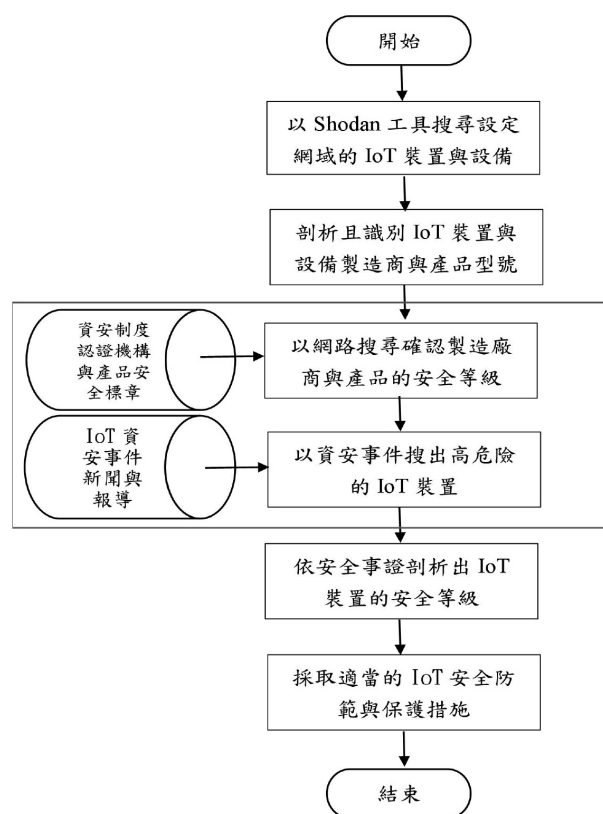 開始
以 Shodan 工具搜尋設定
網域的 IoT 裝置與設備
剖析且識別 IoT 裝置與
設備製造商與產品型號
資安制度
認證機構
與產品安
全標章
以網路搜尋確認製造廠
商與產品的安全等級
IoT 資
安事件
新聞與
報導
以資安事件搜出高危險
的 IoT 裝置
依安全事證剖析出 IoT
裝置的安全等級
採取適當的 IoT 安全防
範與保護措施
結束